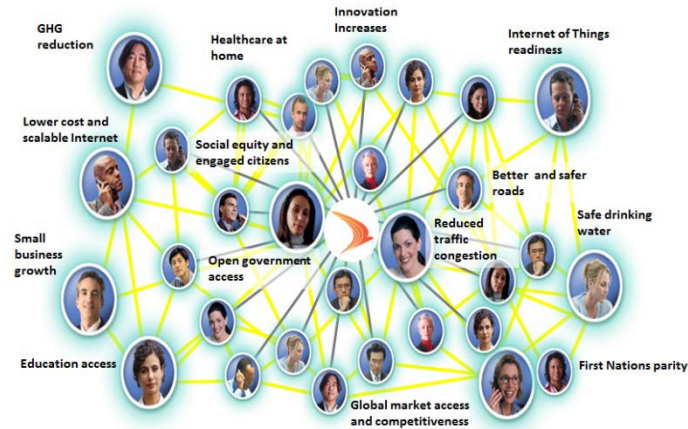 GHG
reduction
Healthcare at
home
Innovation
Increases
Internet of Things
readiness
Lower cost and
scalable Internet
Social equity and
engaged citizens
Better and safer
roads
Small
business
growth
Open government
access
Reduced
traffic
congestion
Safe drinking
water
Education access
Global market access
and competitiveness
First Nations parity